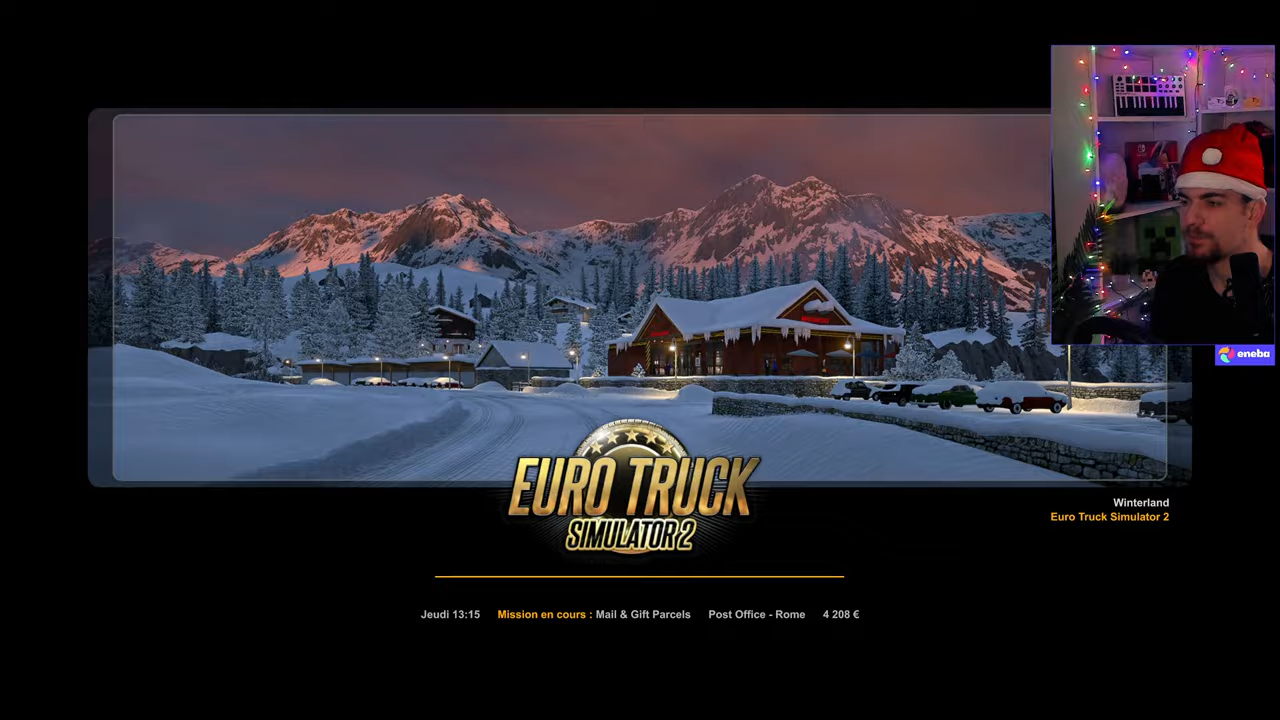 EURO TRUCK
SIMULATOR 2
eneba
Winterland
Euro Truck Simulator 2
Jeudi 13:15 Mission en cours : Mail & Gift Parcels Post Office - Rome 4 208 €